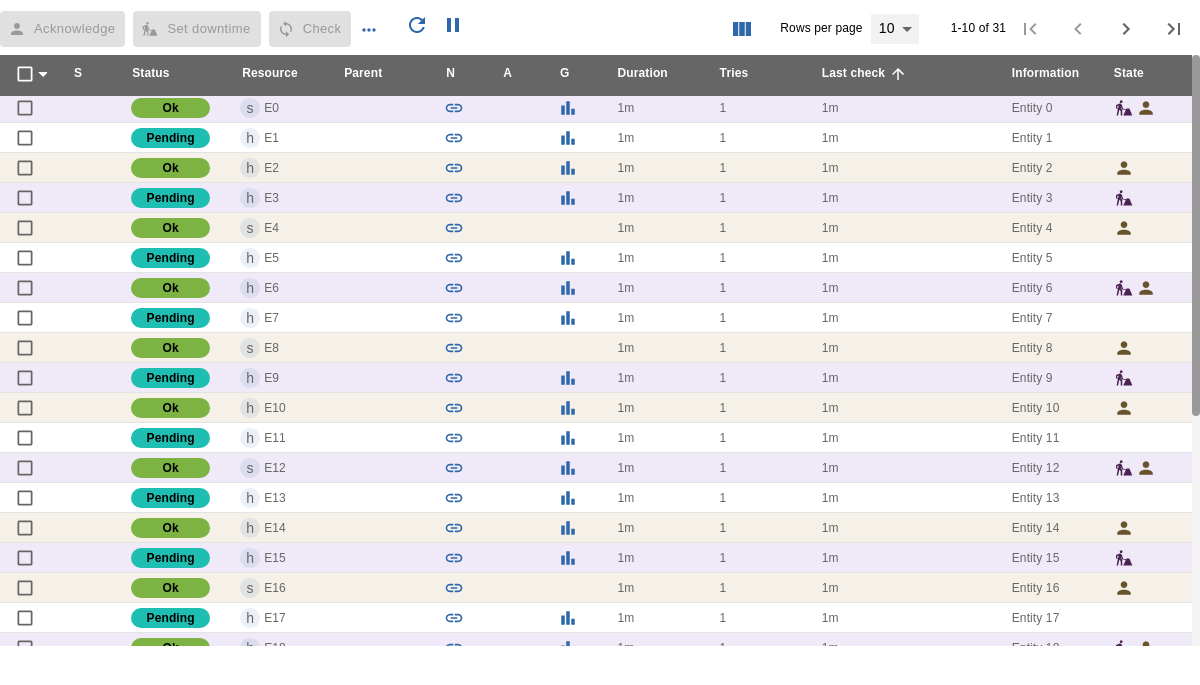 Acknowledge Set downtime Check Rows per page 10 1-10 of 31
S Status Resource Parent N A G Duration Tries Last check Information State
Ok s E0 1m 1 1m Entity 0
Pending h E1 1m 1 1m Entity 1
Ok h E2 1m 1 1m Entity 2
Pending h E3 1m 1 1m Entity 3
Ok s E4 1m 1 1m Entity 4
Pending h E5 1m 1 1m Entity 5
Ok h E6 1m 1 1m Entity 6
Pending h E7 1m 1 1m Entity 7
Ok s E8 1m 1 1m Entity 8
Pending h E9 1m 1 1m Entity 9
Ok h E10 1m 1 1m Entity 10
Pending h E11 1m 1 1m Entity 11
Ok s E12 1m 1 1m Entity 12
Pending h E13 1m 1 1m Entity 13
Ok h E14 1m 1 1m Entity 14
Pending h E15 1m 1 1m Entity 15
Ok s E16 1m 1 1m Entity 16
Pending h E17 1m 1 1m Entity 17
Ok h E18 1m 1 1m Entity 18